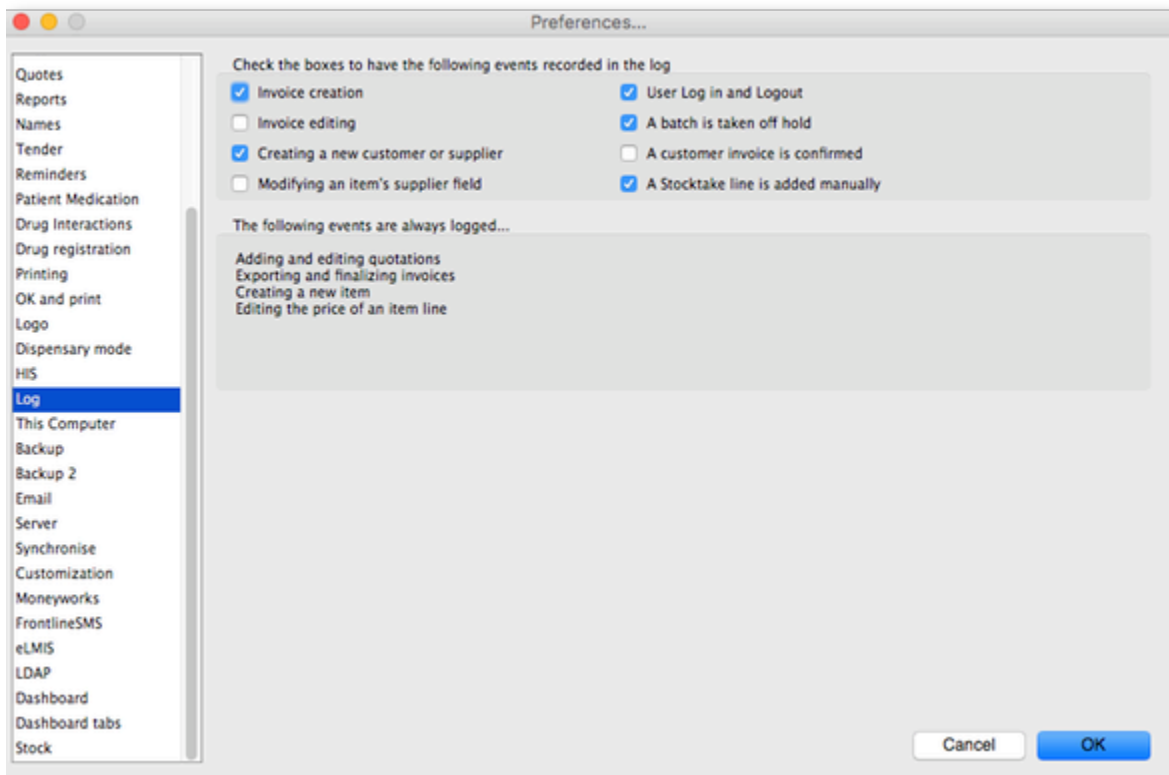 Preferences...
Quotes
Reports
Names
Tender
Reminders
Patient Medication
Drug Interactions
Drug registration
Printing
OK and print
Logo
Dispensary mode
HIS
Log
This Computer
Backup
Backup 2
Email
Server
Synchronise
Customization
Moneyworks
FrontlineSMS
eLMIS
LDAP
Dashboard
Dashboard tabs
Stock
Check the boxes to have the following events recorded in the log
Invoice creation
Invoice editing
Creating a new customer or supplier
Modifying an item's supplier field
User Log in and Logout
A batch is taken off hold
A customer invoice is confirmed
A Stocktake line is added manually
The following events are always logged...
Adding and editing quotations
Exporting and finalizing invoices
Creating a new item
Editing the price of an item line
Cancel
OK